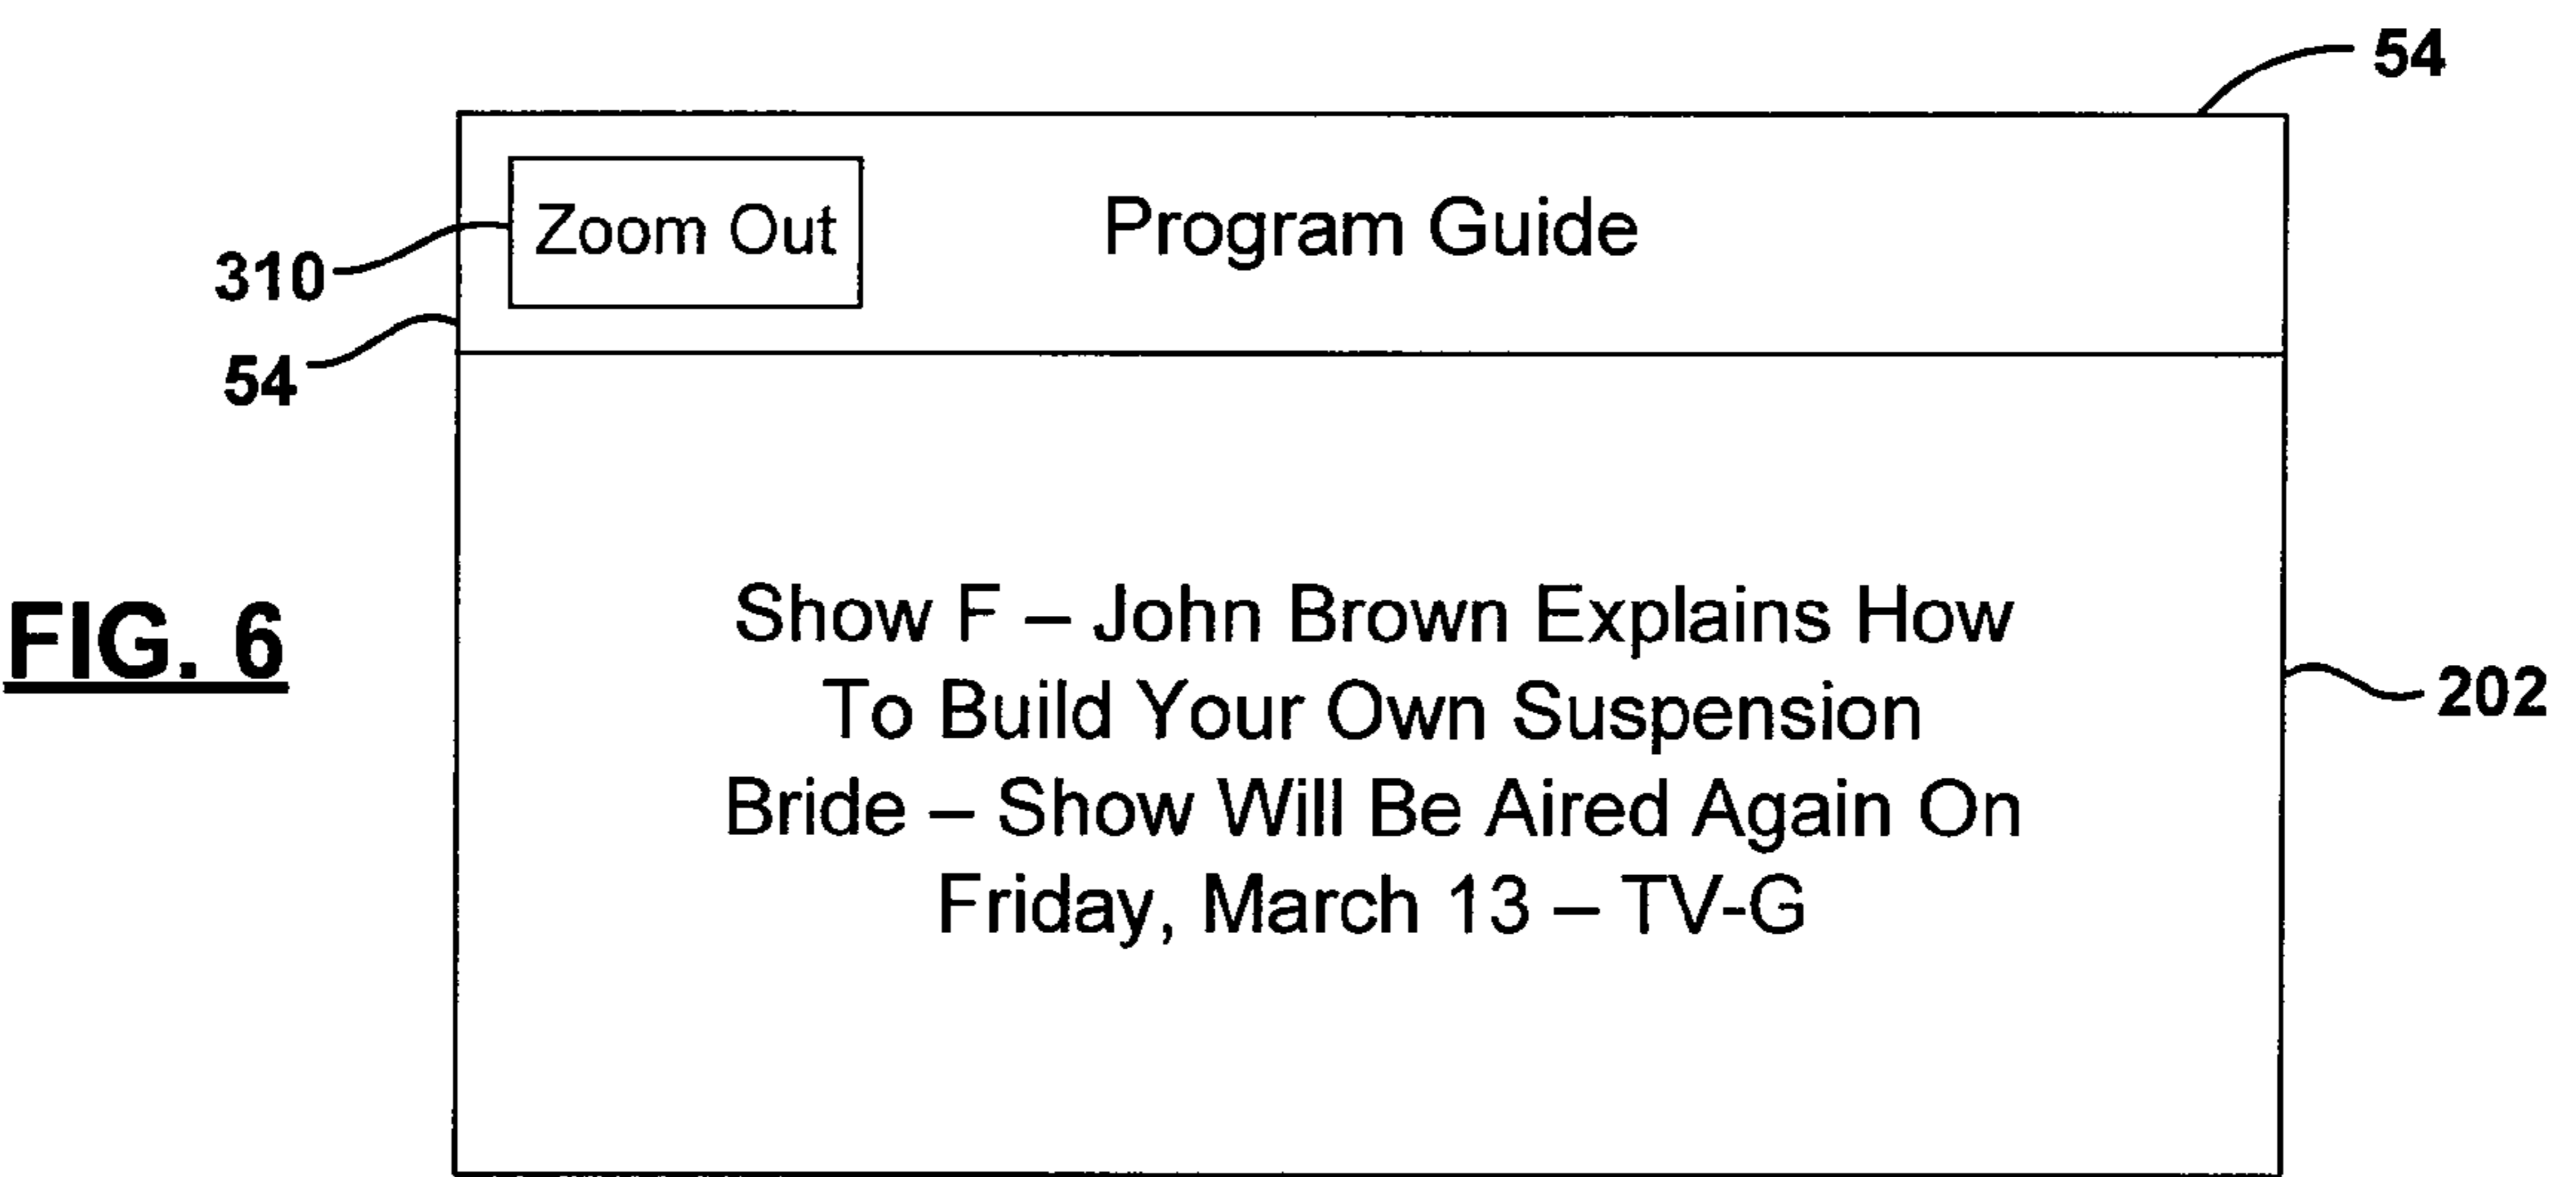 54
Zoom Out
Program Guide
310
54
FIG. 6
Show F – John Brown Explains How
To Build Your Own Suspension
Bride – Show Will Be Aired Again On
Friday, March 13 – TV-G
202